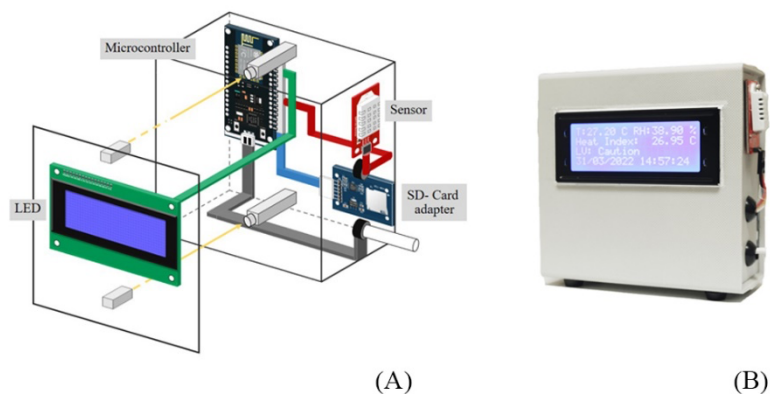 Microcontroller
Sensor
LED
SD- Card
adapter
T:27.20 C RH:38.90 %
Heat Index: 26.95 C
LV: Caution
31/03/2022 14:57:24
(A)
(B)